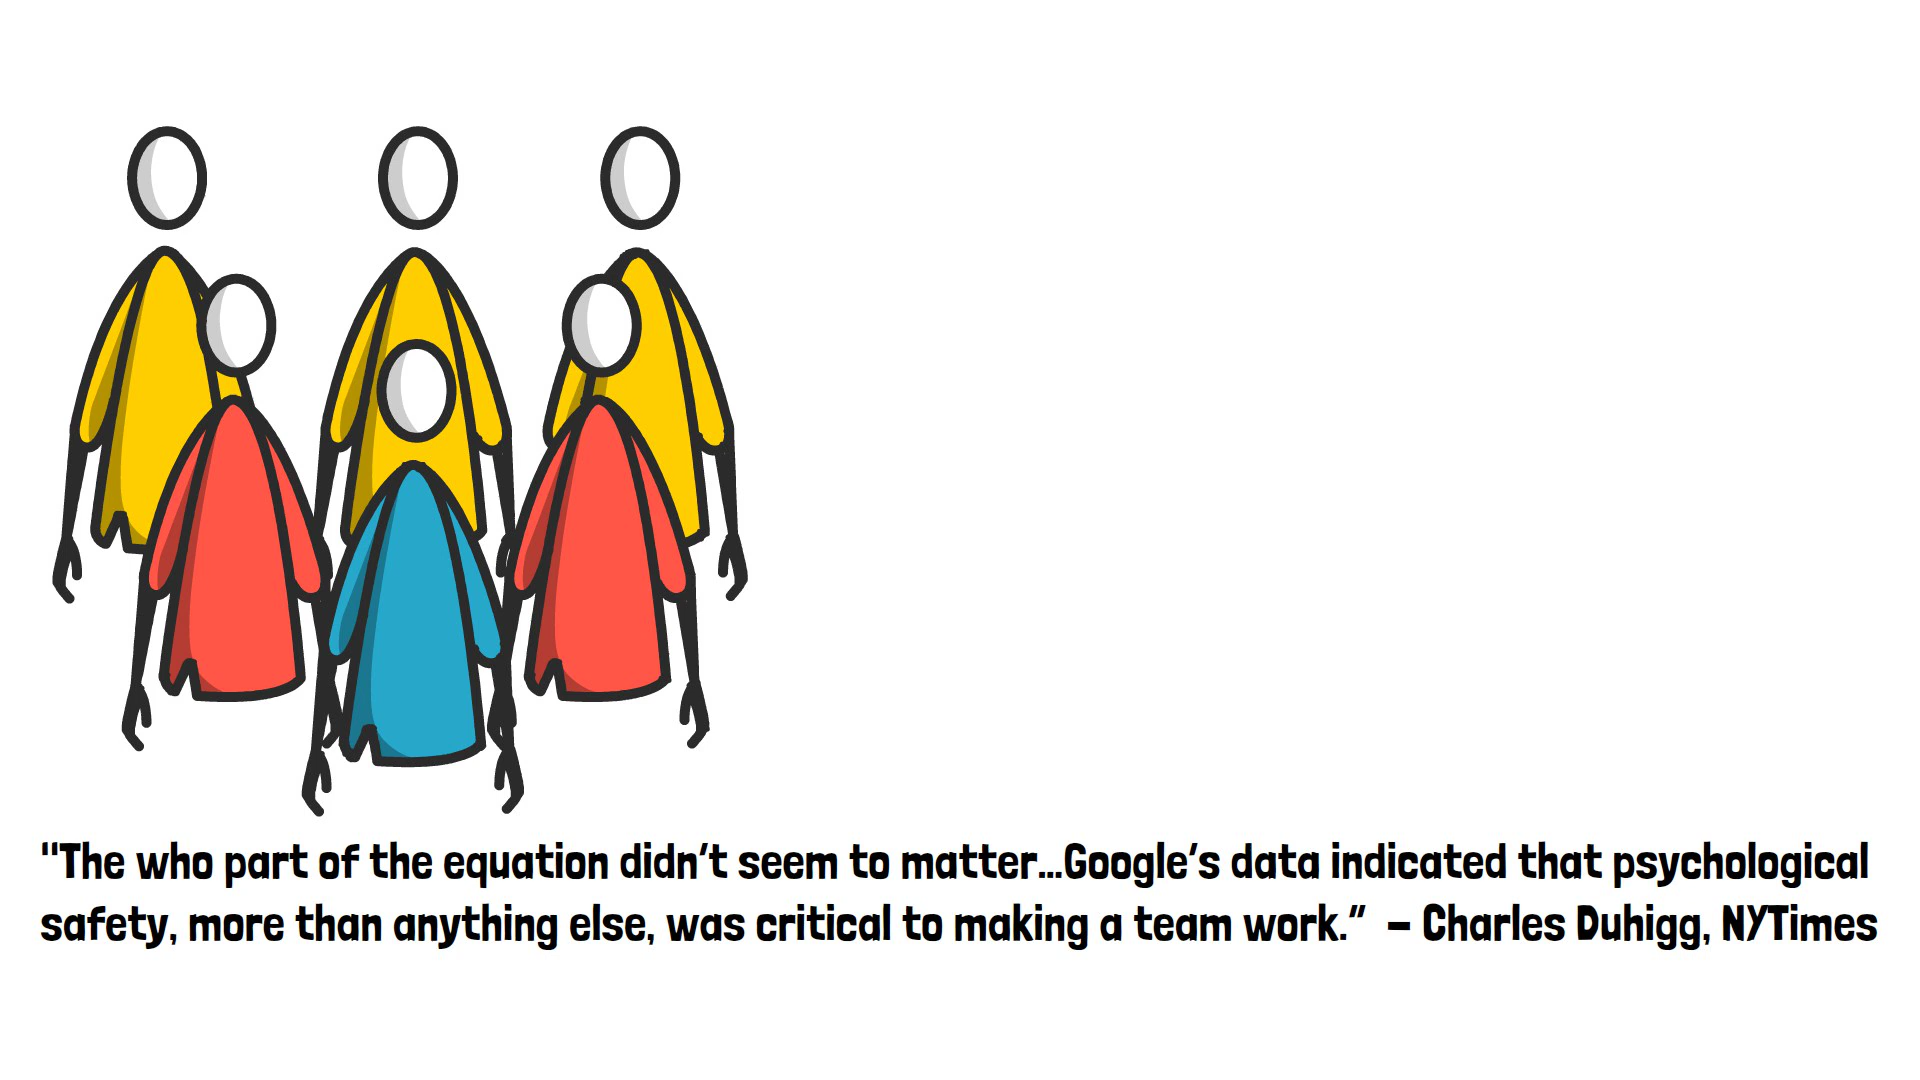 "The who part of the equation didn’t seem to matter...Google’s data indicated that psychological
safety, more than anything else, was critical to making a team work.” – Charles Duhigg, NYTimes